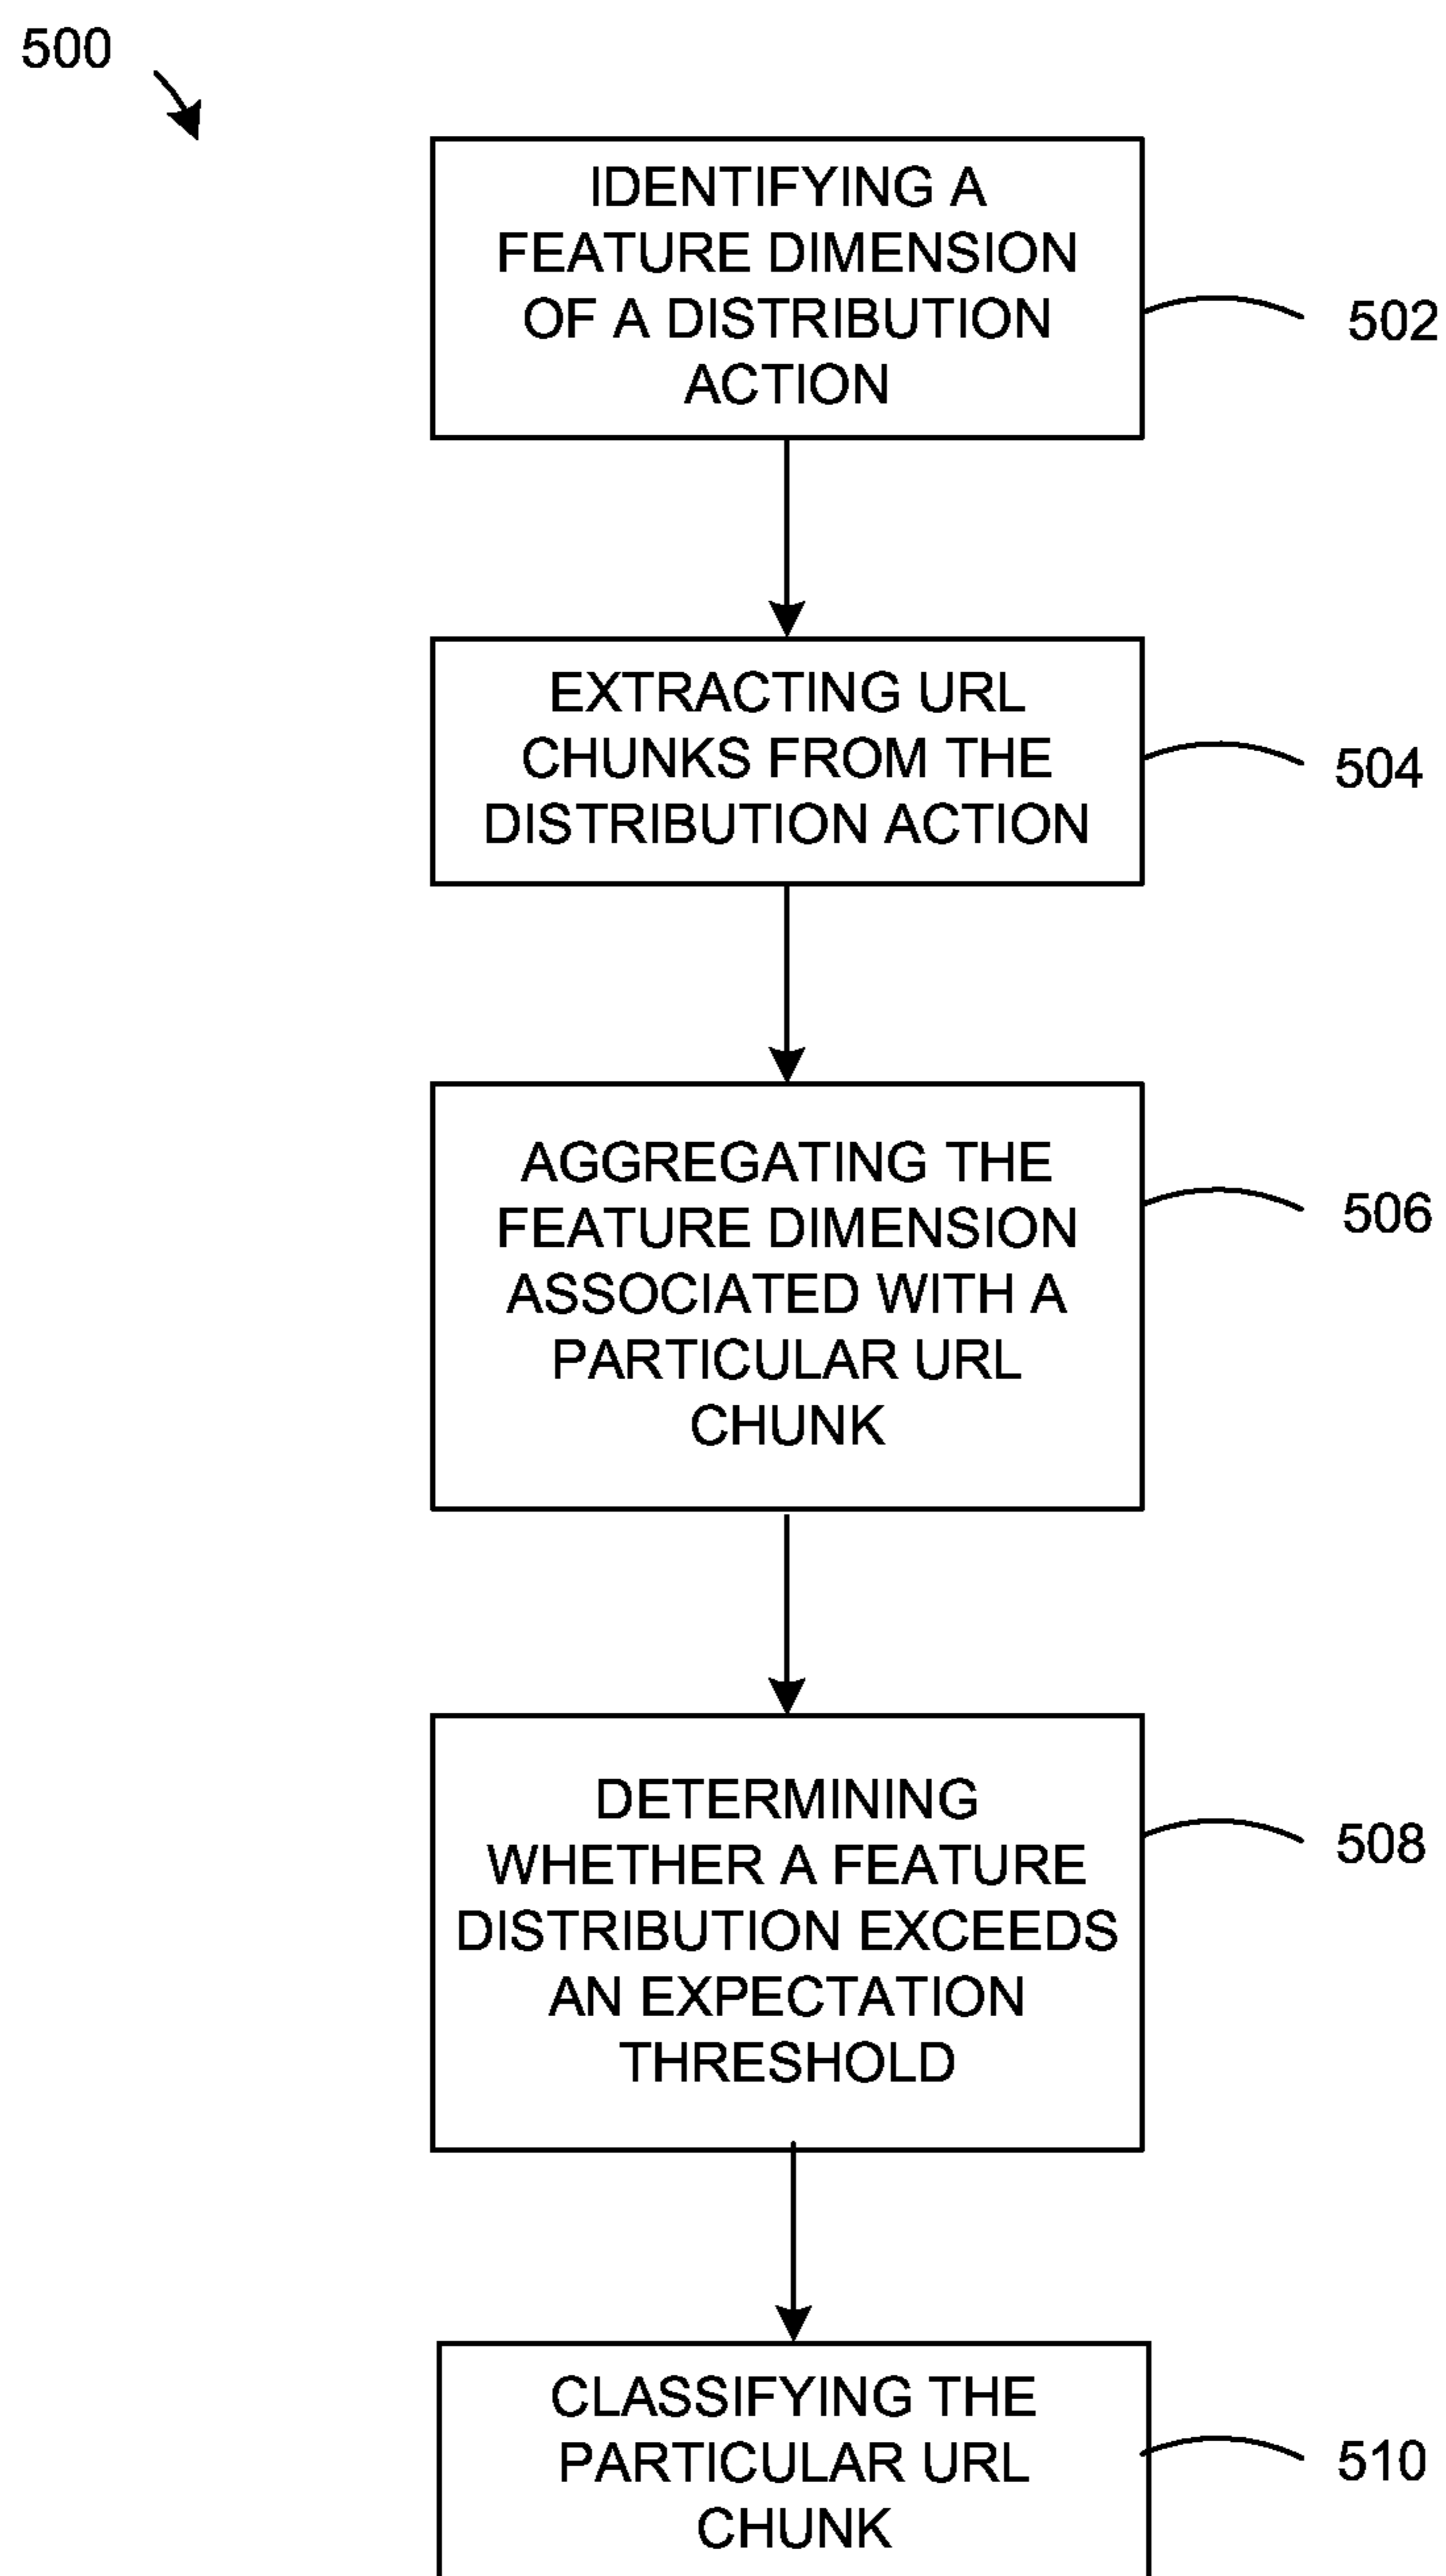 500
IDENTIFYING A
FEATURE DIMENSION
OF A DISTRIBUTION
ACTION
502
EXTRACTING URL
CHUNKS FROM THE
DISTRIBUTION ACTION
504
AGGREGATING THE
FEATURE DIMENSION
ASSOCIATED WITH A
PARTICULAR URL
CHUNK
506
DETERMINING
WHETHER A FEATURE
DISTRIBUTION EXCEEDS
AN EXPECTATION
THRESHOLD
508
CLASSIFYING THE
PARTICULAR URL
CHUNK
510